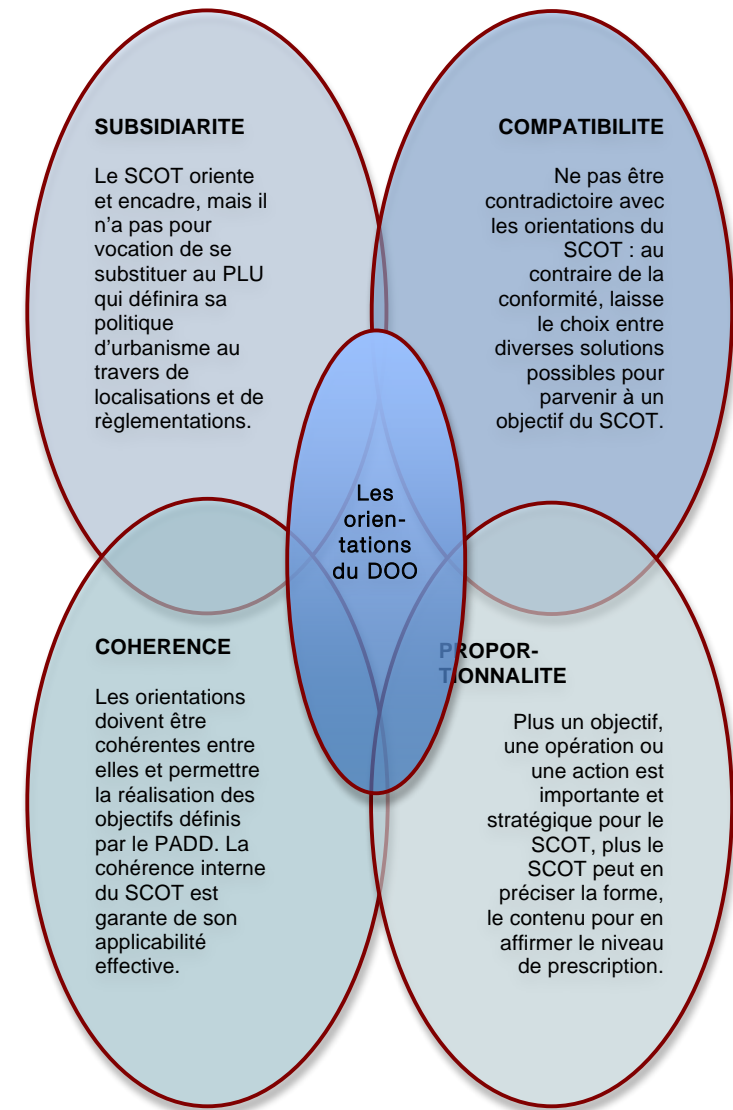 SUBSIDIARITE
Le SCOT oriente
et encadre, mais il
n'a pas pour
vocation de se
substituer au PLU
qui définira sa
politique
d'urbanisme au
travers de
localisations et de
règlementations.
COMPATIBILITE
Ne pas être
contradictoire avec
les orientations du
SCOT : au
contraire de la
conformité, laisse
le choix entre
diverses solutions
possibles pour
parvenir à un
objectif du SCOT.
Les
orien-
tations
du DOO
COHERENCE
Les orientations
doivent être
cohérentes entre
elles et permettre
la réalisation des
objectifs définis
par le PADD. La
cohérence interne
du SCOT est
garante de son
applicabilité
effective.
PROPOR-
TIONNALITE
Plus un objectif,
une opération ou
une action est
importante et
stratégique pour le
SCOT, plus le
SCOT peut en
préciser la forme,
le contenu pour en
affirmer le niveau
de prescription.